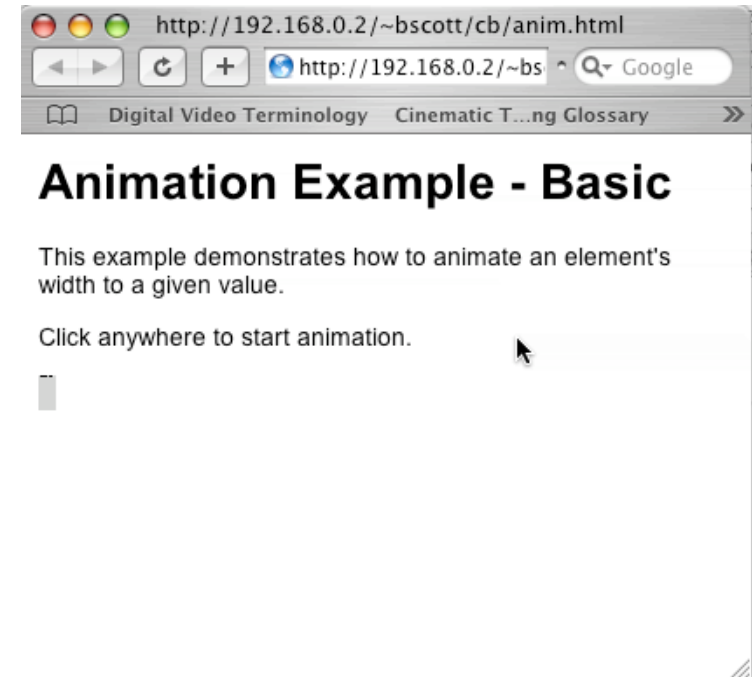 http://192.168.0.2/~bscott/cb/anim.html
http://192.168.0.2/~bs Google
Digital Video Terminology Cinematic T...ng Glossary
Animation Example - Basic
This example demonstrates how to animate an element's
width to a given value.
Click anywhere to start animation.